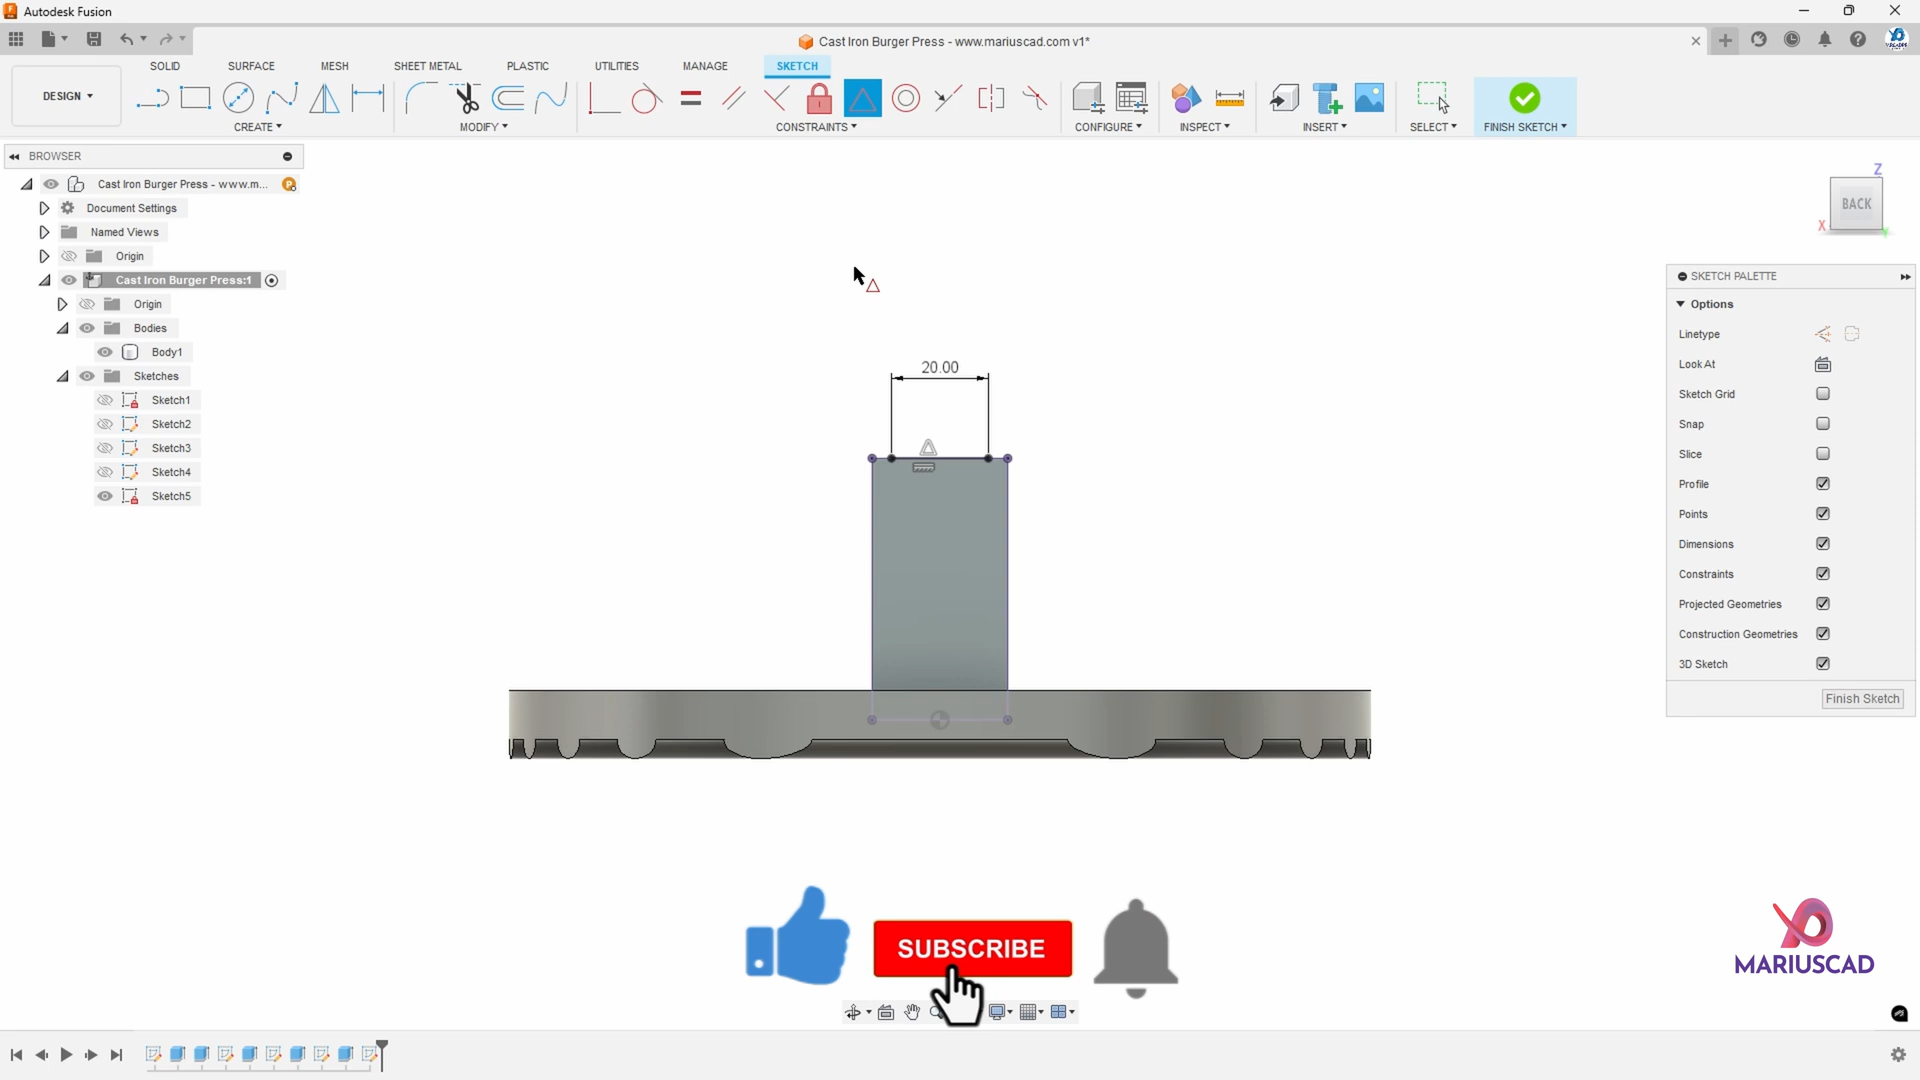 Autodesk Fusion
Cast Iron Burger Press - www.mariuscad.com v1*
SOLID SURFACE MESH SHEET METAL PLASTIC UTILITIES MANAGE SKETCH
DESIGN
CREATE MODIFY CONSTRAINTS CONFIGURE INSPECT INSERT SELECT FINISH SKETCH
BROWSER
Cast Iron Burger Press - www.m...
Document Settings
Named Views
Origin
Cast Iron Burger Press:1
Origin
Bodies
Body1
Sketches
Sketch1
Sketch2
Sketch3
Sketch4
Sketch5
20.00
Z
BACK
X
SKETCH PALETTE
Options
Linetype
Look At
Sketch Grid
Snap
Slice
Profile
Points
Dimensions
Constraints
Projected Geometries
Construction Geometries
3D Sketch
Finish Sketch
SUBSCRIBE
MARIUSCAD